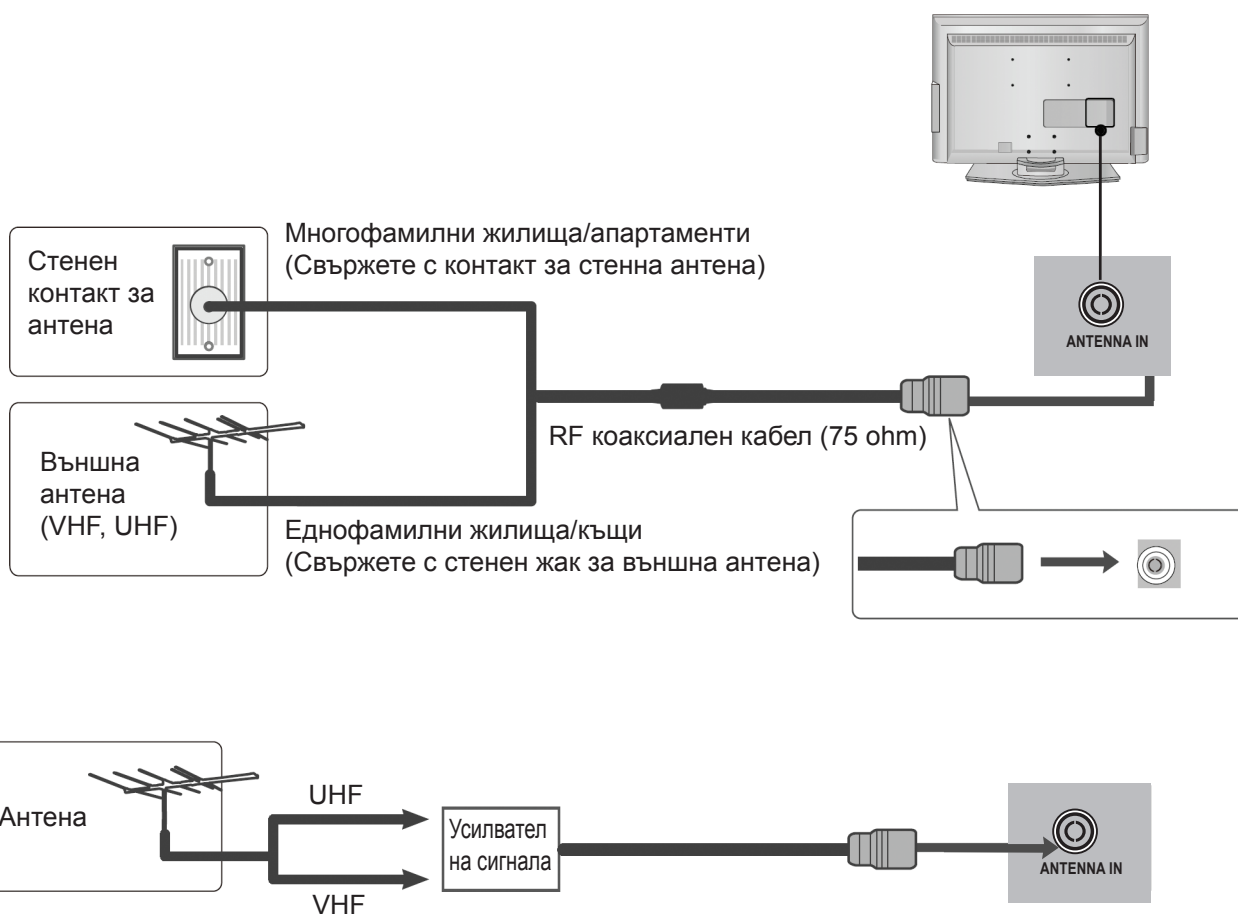 Многофамилни жилища/апартаменти
(Свържете с контакт за стенна антена)
Стенен
контакт за
антена
ANTENNA IN
RF коаксиален кабел (75 ohm)
Външна
антена
(VHF, UHF)
Еднофамилни жилища/къщи
(Свържете с стенен жак за външна антена)
Антена
UHF
VHF
Усилвател
на сигнала
ANTENNA IN